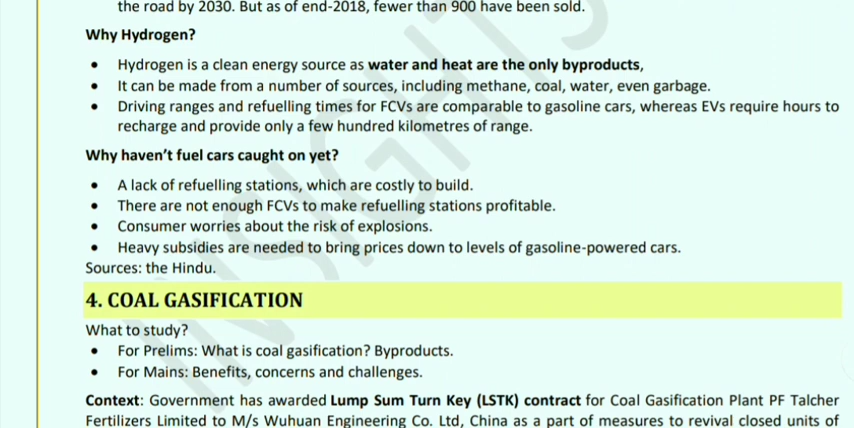 the road by 2030. But as of end-2018, fewer than 900 have been sold.
Why Hydrogen?
• Hydrogen is a clean energy source as water and heat are the only byproducts,
• It can be made from a number of sources, including methane, coal, water, even garbage.
• Driving ranges and refuelling times for FCVs are comparable to gasoline cars, whereas EVs require hours to
recharge and provide only a few hundred kilometres of range.
Why haven't fuel cars caught on yet?
• A lack of refuelling stations, which are costly to build.
• There are not enough FCVs to make refuelling stations profitable.
• Consumer worries about the risk of explosions.
• Heavy subsidies are needed to bring prices down to levels of gasoline-powered cars.
Sources: the Hindu.
4. COAL GASIFICATION
What to study?
• For Prelims: What is coal gasification? Byproducts.
• For Mains: Benefits, concerns and challenges.
Context: Government has awarded Lump Sum Turn Key (LSTK) contract for Coal Gasification Plant PF Talcher
Fertilizers Limited to M/s Wuhuan Engineering Co. Ltd, China as a part of measures to revival closed units of
INSIGHTS